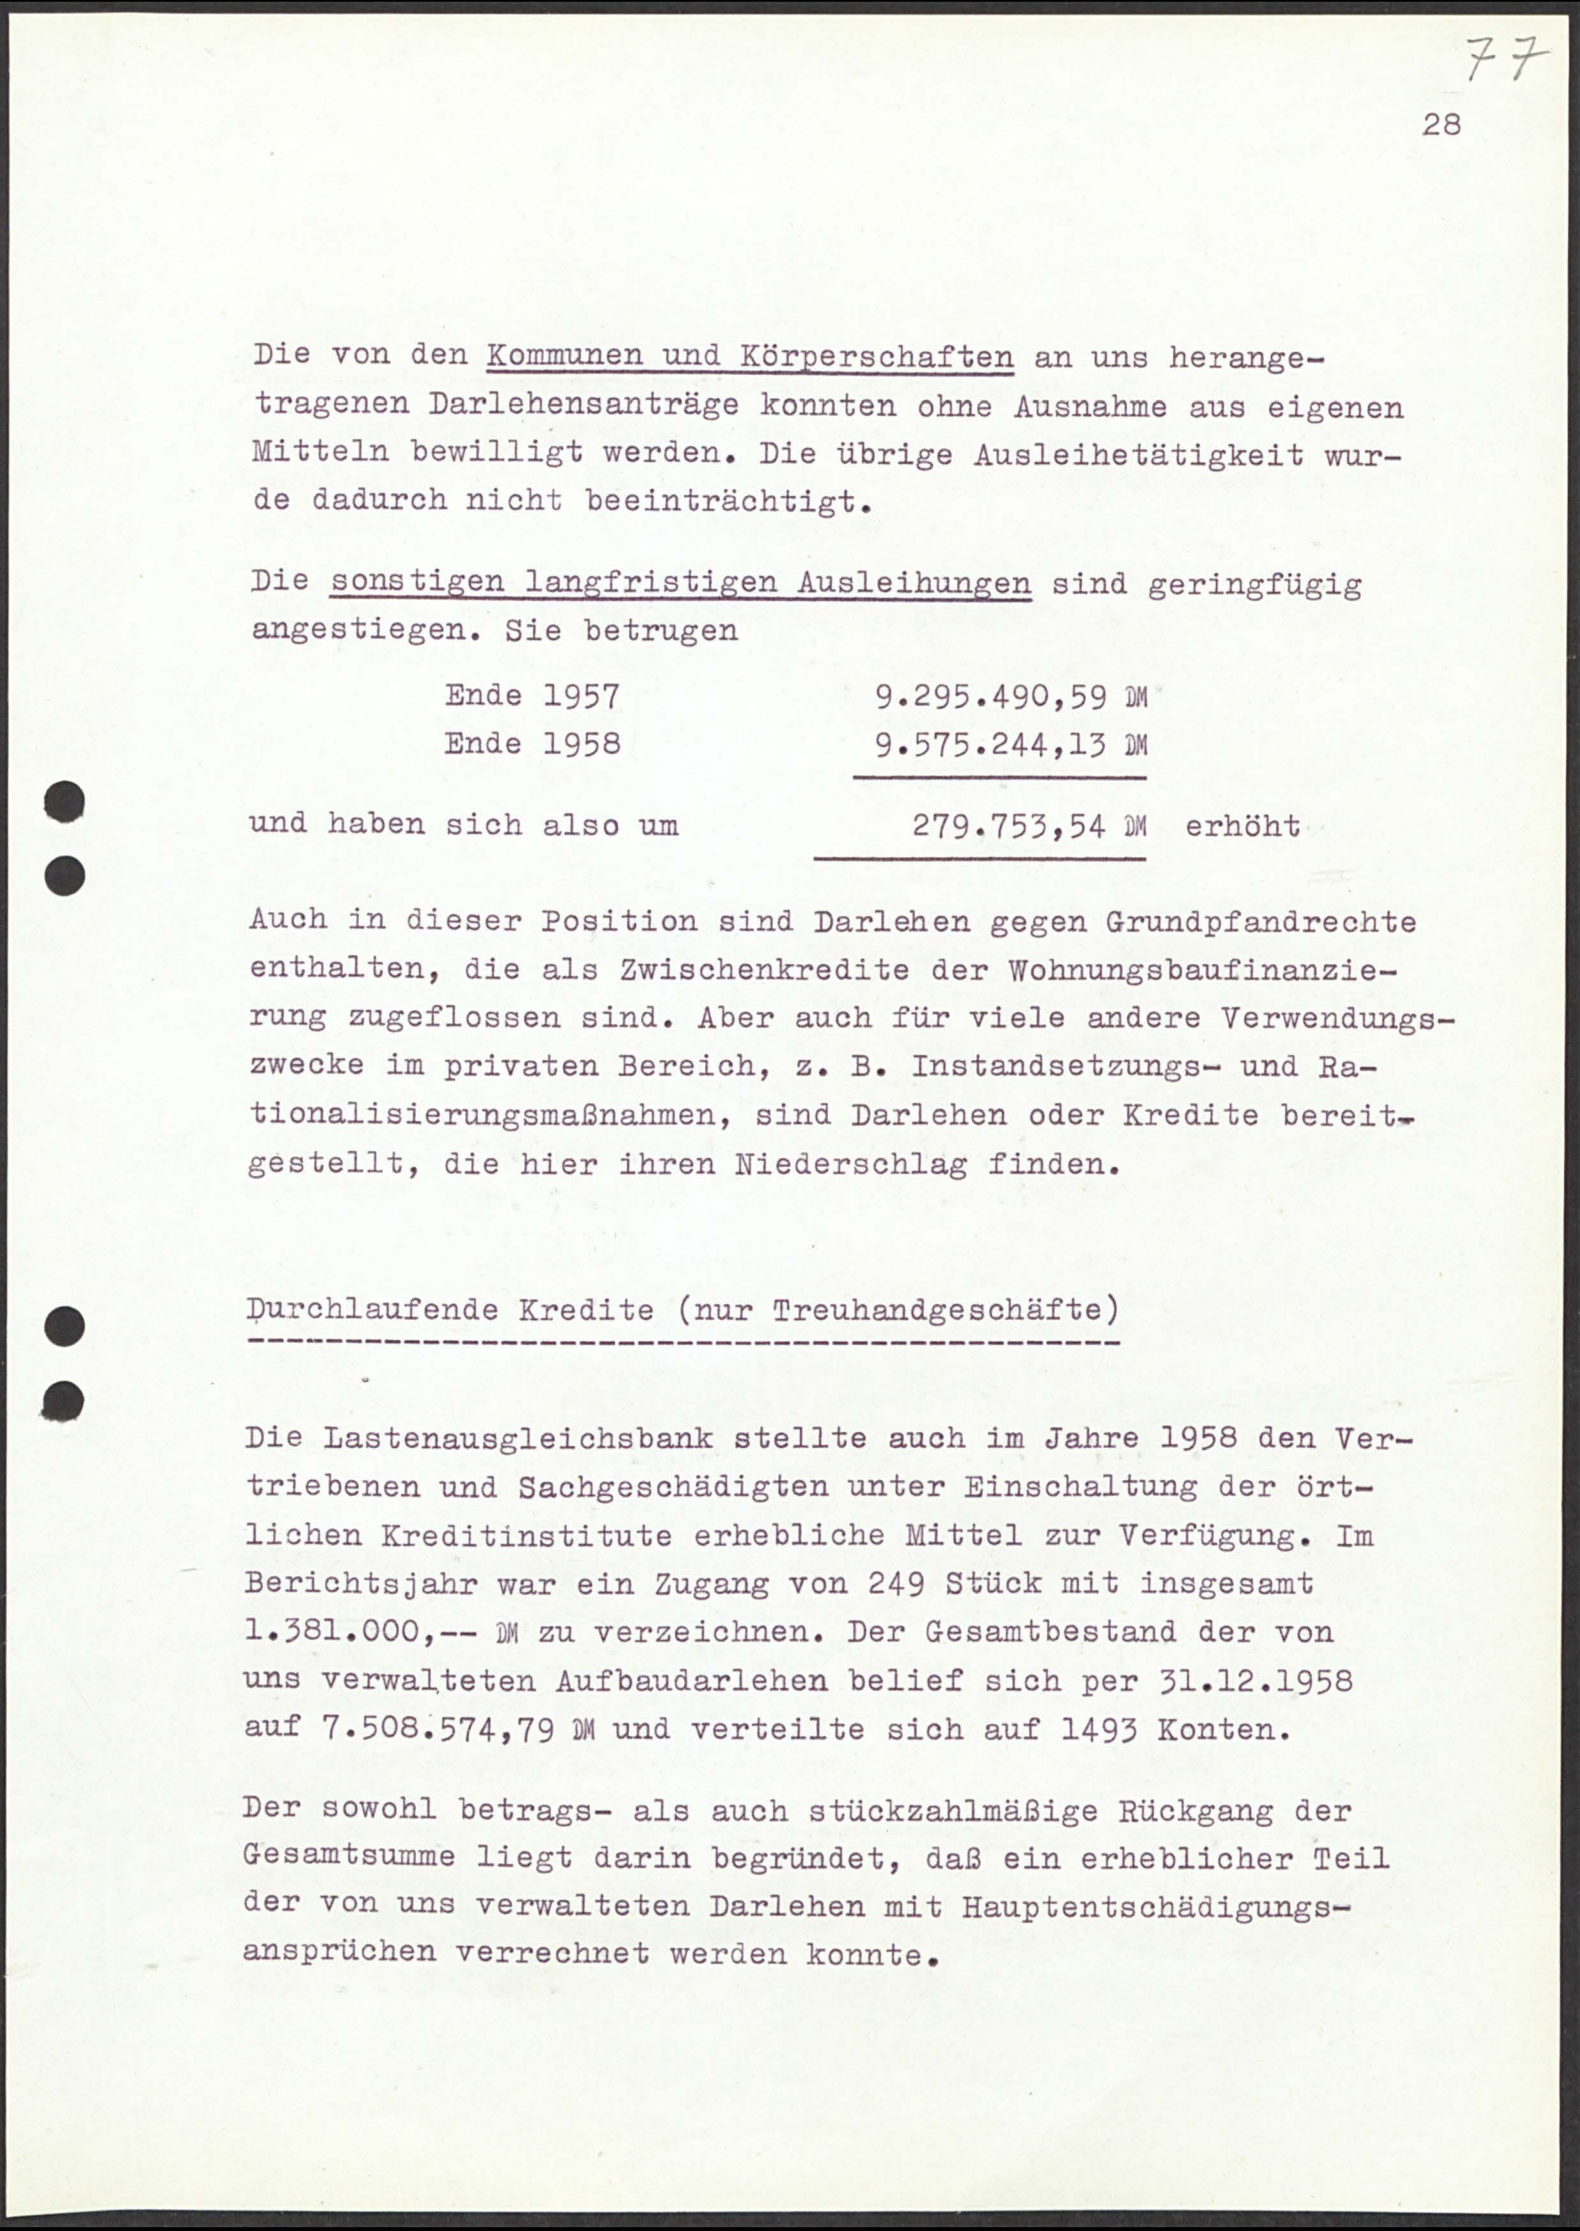 77
28
Die von den Kommunen und Körperschaften an uns herange-
tragenen Darlehensanträge konnten ohne Ausnahme aus eigenen
Mitteln bewilligt werden. Die übrige Ausleihetätigkeit wur-
de dadurch nicht beeinträchtigt.
Die sonstigen langfristigen Ausleihungen sind geringfügig
angestiegen. Sie betrugen
Ende 1957 9.295.490,59 DM
Ende 1958 9.575.244,13 DM
und haben sich also um 279.753,54 DM erhöht
Auch in dieser Position sind Darlehen gegen Grundpfandrechte
enthalten, die als Zwischenkredite der Wohnungsbaufinanzie-
rung zugeflossen sind. Aber auch für viele andere Verwendungs-
zwecke im privaten Bereich, z. B. Instandsetzungs- und Ra-
tionalisierungsmaßnahmen, sind Darlehen oder Kredite bereit-
gestellt, die hier ihren Niederschlag finden.
Durchlaufende Kredite (nur Treuhandgeschäfte)
Die Lastenausgleichsbank stellte auch im Jahre 1958 den Ver-
triebenen und Sachgeschädigten unter Einschaltung der ört-
lichen Kreditinstitute erhebliche Mittel zur Verfügung. Im
Berichtsjahr war ein Zugang von 249 Stück mit insgesamt
1.381.000,-- DM zu verzeichnen. Der Gesamtbestand der von
uns verwalteten Aufbaudarlehen belief sich per 31.12.1958
auf 7.508.574,79 DM und verteilte sich auf 1493 Konten.
Der sowohl betrags- als auch stückzahlmäßige Rückgang der
Gesamtsumme liegt darin begründet, daß ein erheblicher Teil
der von uns verwalteten Darlehen mit Hauptentschädigungs-
ansprüchen verrechnet werden konnte.